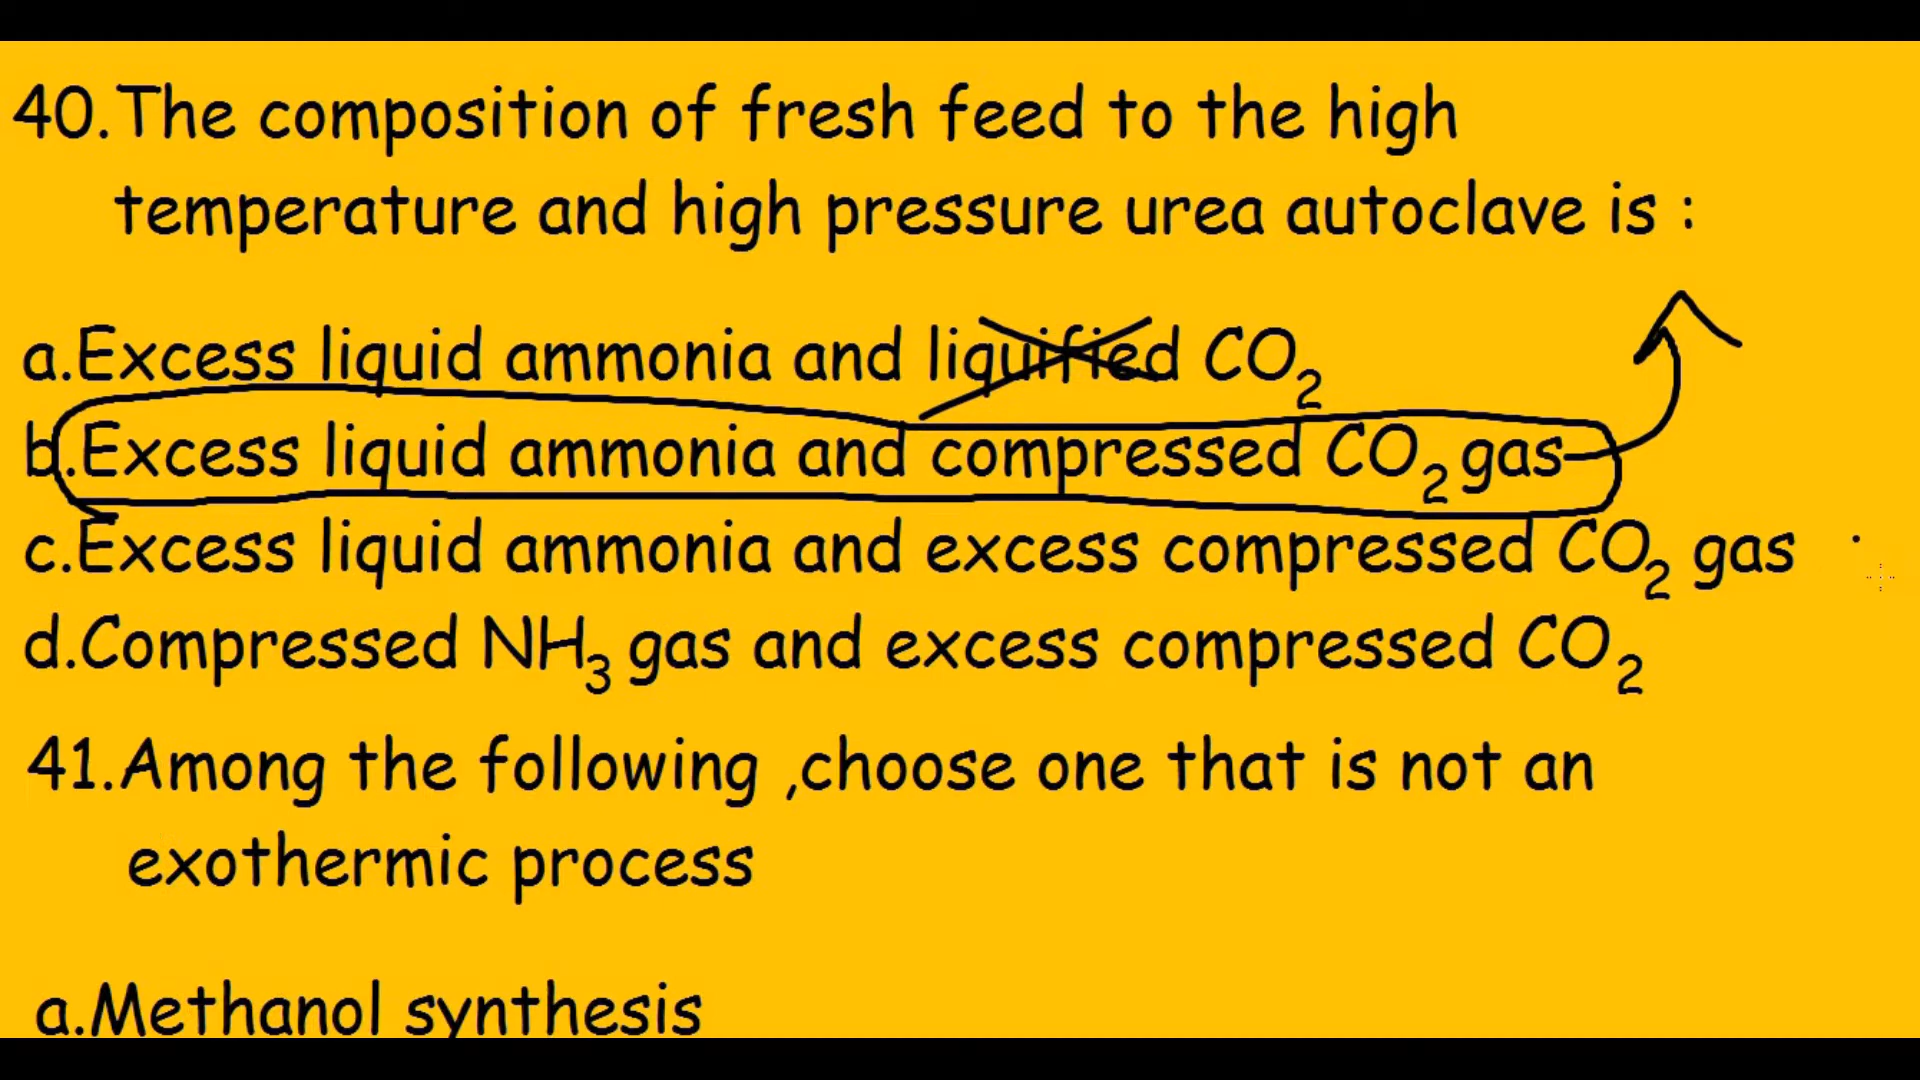 40.The composition of fresh feed to the high
temperature and high pressure urea autoclave is :
a.Excess liquid ammonia and liquified CO2
b.Excess liquid ammonia and compressed CO2 gas
c.Excess liquid ammonia and excess compressed CO2 gas
d.Compressed NH3 gas and excess compressed CO2
41.Among the following ,choose one that is not an
exothermic process
a.Methanol synthesis